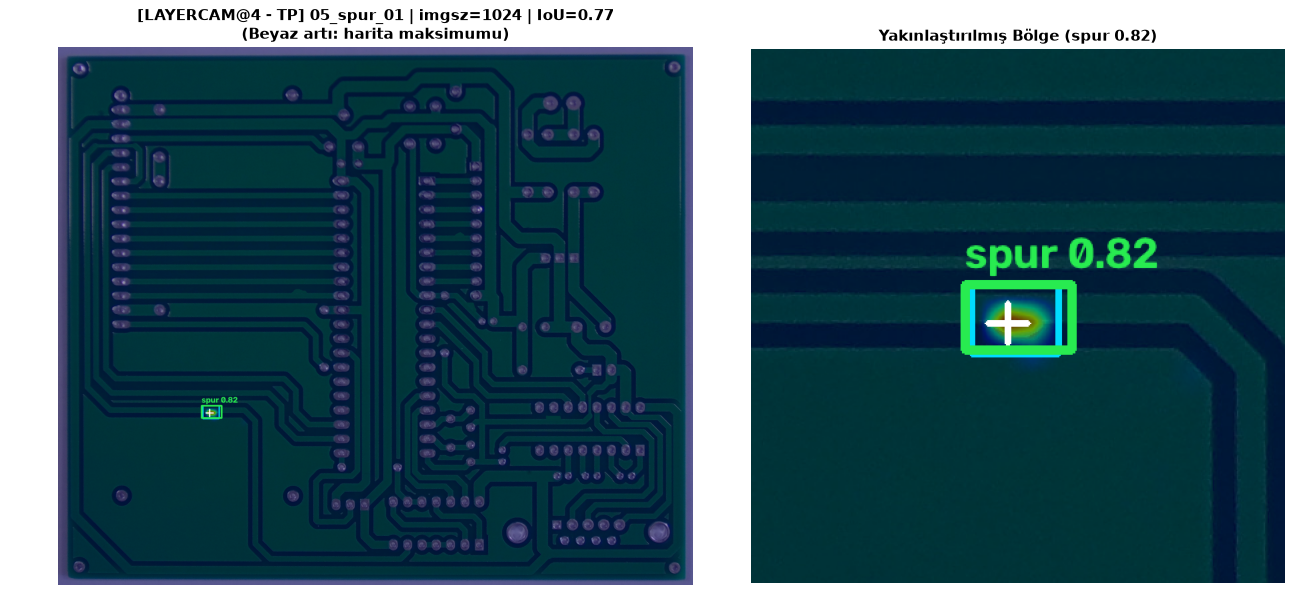 [LAYERCAM@4 - TP] 05_spur_01 | imgsz=1024 | IoU=0.77
(Beyaz artı: harita maksimumu)
spur 0.82
Yakınlaştırılmış Bölge (spur 0.82)
spur 0.82